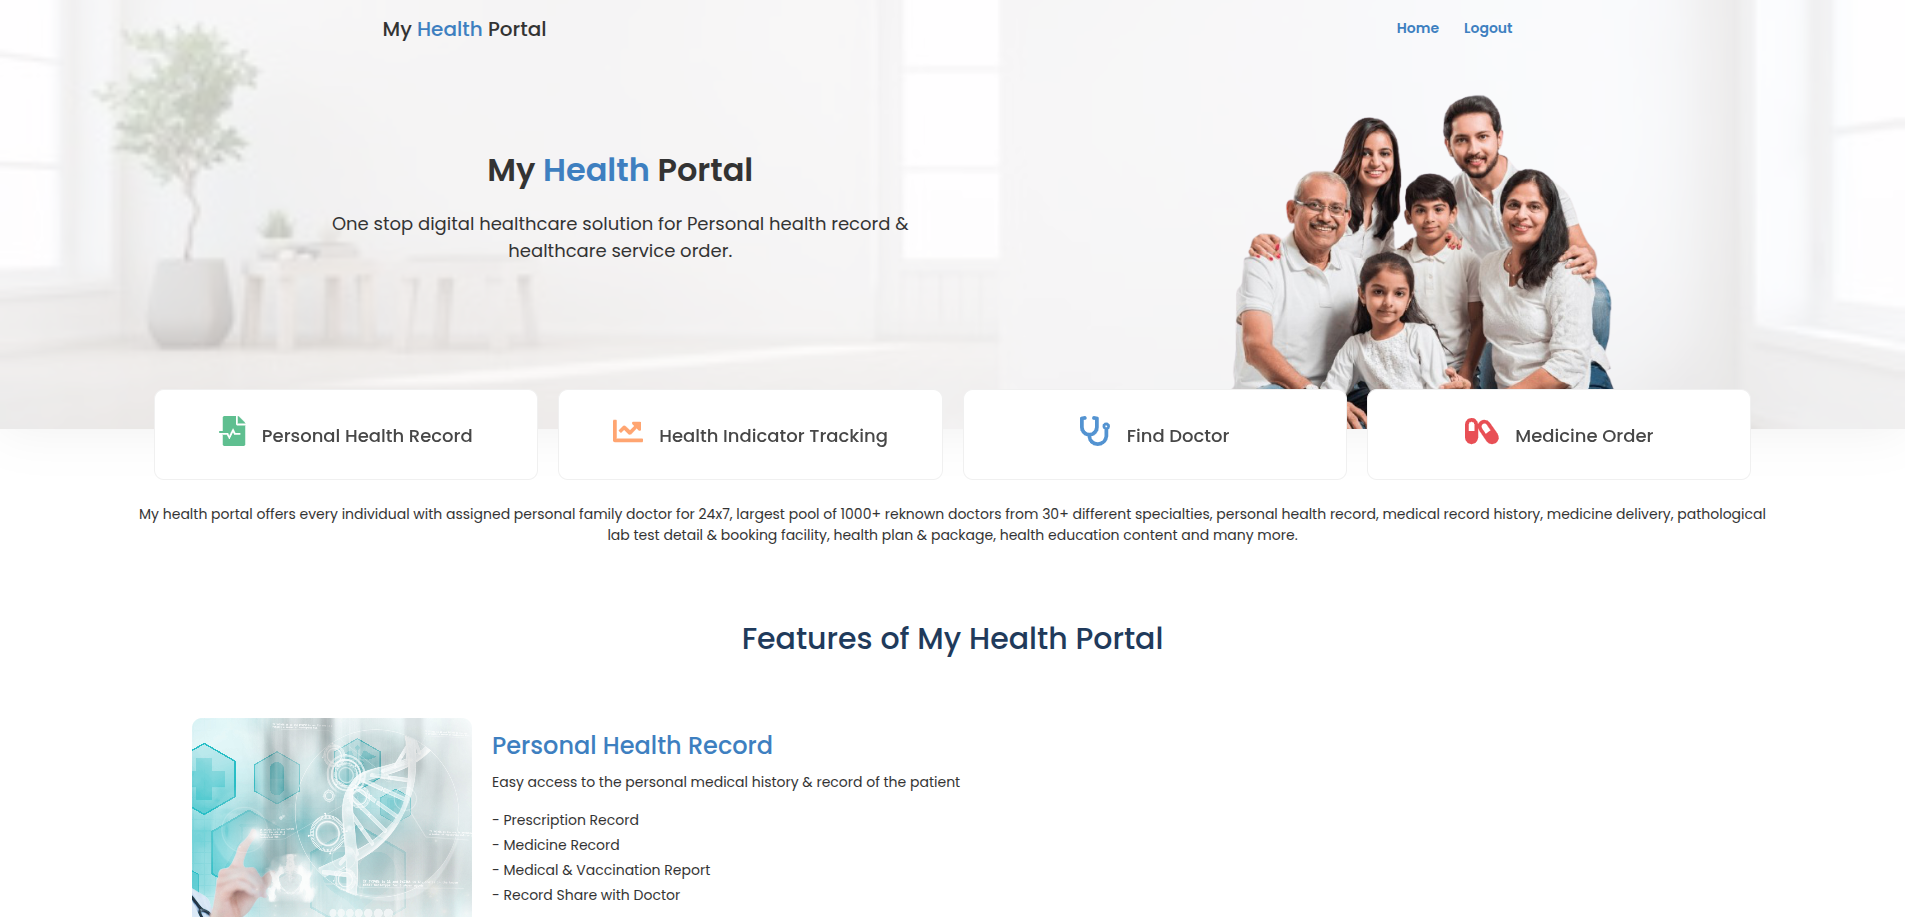 My Health Portal
Home
Logout
My Health Portal
One stop digital healthcare solution for Personal health record &
healthcare service order.
Personal Health Record
Health Indicator Tracking
Find Doctor
Medicine Order
My health portal offers every individual with assigned personal family doctor for 24x7, largest pool of 1000+ reknown doctors from 30+ different specialties, personal health record, medical record history, medicine delivery, pathological
lab test detail & booking facility, health plan & package, health education content and many more.
Features of My Health Portal
Personal Health Record
Easy access to the personal medical history & record of the patient
- Prescription Record
- Medicine Record
- Medical & Vaccination Report
- Record Share with Doctor